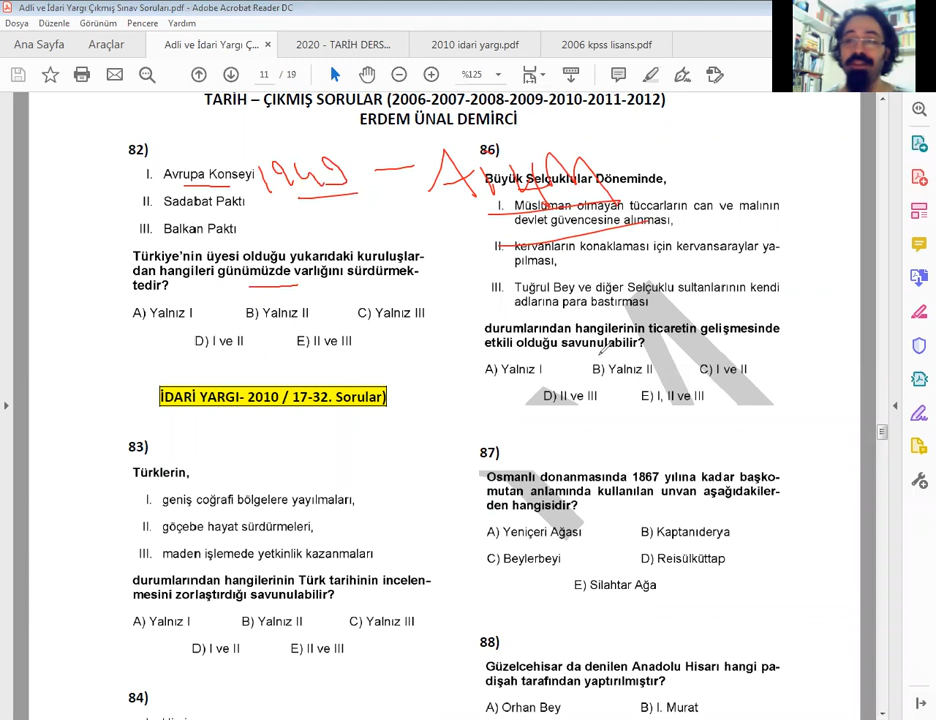 Adli ve İdari Yargı Çıkmış Sınav Soruları.pdf - Adobe Acrobat Reader DC
Dosya Düzenle Görünüm Pencere Yardım
Ana Sayfa Araçlar Adli ve İdari Yargı Ç... × 2020 - TARİH DERS... 2010 idari yargı.pdf 2006 kpss lisans.pdf
11 / 19 %125
TARİH – ÇIKMIŞ SORULAR (2006-2007-2008-2009-2010-2011-2012)
ERDEM ÜNAL DEMİRCİ
82)
I. Avrupa Konseyi
1949
II. Sadabat Paktı
III. Balkan Paktı
Türkiye'nin üyesi olduğu yukarıdaki kuruluşlar-
dan hangileri günümüzde varlığını sürdürmek-
tedir?
A) Yalnız I B) Yalnız II C) Yalnız III
D) I ve II E) II ve III
İDARİ YARGI- 2010 / 17-32. Sorular)
83)
Türklerin,
I. geniş coğrafi bölgelere yayılmaları,
II. göçebe hayat sürdürmeleri,
III. maden işlemede yetkinlik kazanmaları
durumlarından hangilerinin Türk tarihinin incelen-
mesini zorlaştırdığı savunulabilir?
A) Yalnız I B) Yalnız II C) Yalnız III
D) I ve II E) II ve III
84)
86)
Büyük Selçuklular Döneminde,
I. Müslüman olmayan tüccarların can ve malının
devlet güvencesine alınması,
II. kervanların konaklaması için kervansaraylar ya-
pılması,
III. Tuğrul Bey ve diğer Selçuklu sultanlarının kendi
adlarına para bastırması
durumlarından hangilerinin ticaretin gelişmesinde
etkili olduğu savunulabilir?
A) Yalnız I B) Yalnız II C) I ve II
D) II ve III E) I, II ve III
87)
Osmanlı donanmasında 1867 yılına kadar başko-
mutan anlamında kullanılan unvan aşağıdakiler-
den hangisidir?
A) Yeniçeri Ağası B) Kaptanıderya
C) Beylerbeyi D) Reisülküttap
E) Silahtar Ağa
88)
Güzelcehisar da denilen Anadolu Hisarı hangi pa-
dişah tarafından yaptırılmıştır?
A) Orhan Bey B) I. Murat